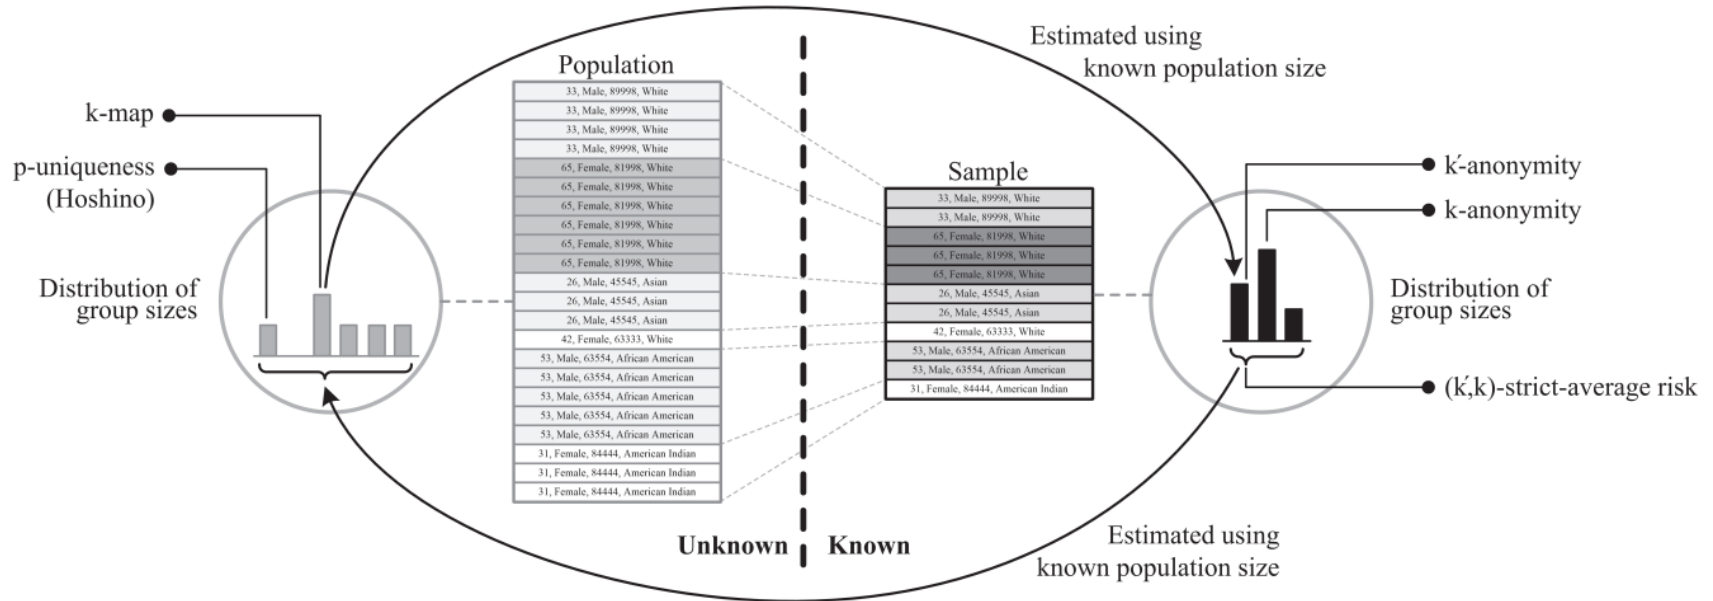 Estimated using
known population size
k-map
p-uniqueness
(Hoshino)
Distribution of
group sizes
Population
33, Male, 89998, White
33, Male, 89998, White
33, Male, 89998, White
33, Male, 89998, White
65, Female, 81998, White
65, Female, 81998, White
65, Female, 81998, White
65, Female, 81998, White
65, Female, 81998, White
65, Female, 81998, White
26, Male, 45545, Asian
26, Male, 45545, Asian
26, Male, 45545, Asian
42, Female, 63333, White
53, Male, 63554, African American
53, Male, 63554, African American
53, Male, 63554, African American
53, Male, 63554, African American
53, Male, 63554, African American
31, Female, 84444, American Indian
31, Female, 84444, American Indian
31, Female, 84444, American Indian
Sample
33, Male, 89998, White
33, Male, 89998, White
65, Female, 81998, White
65, Female, 81998, White
65, Female, 81998, White
26, Male, 45545, Asian
26, Male, 45545, Asian
42, Female, 63333, White
53, Male, 63554, African American
53, Male, 63554, African American
31, Female, 84444, American Indian
k′-anonymity
k-anonymity
Distribution of
group sizes
(k′,k)-strict-average risk
Unknown
Known
Estimated using
known population size